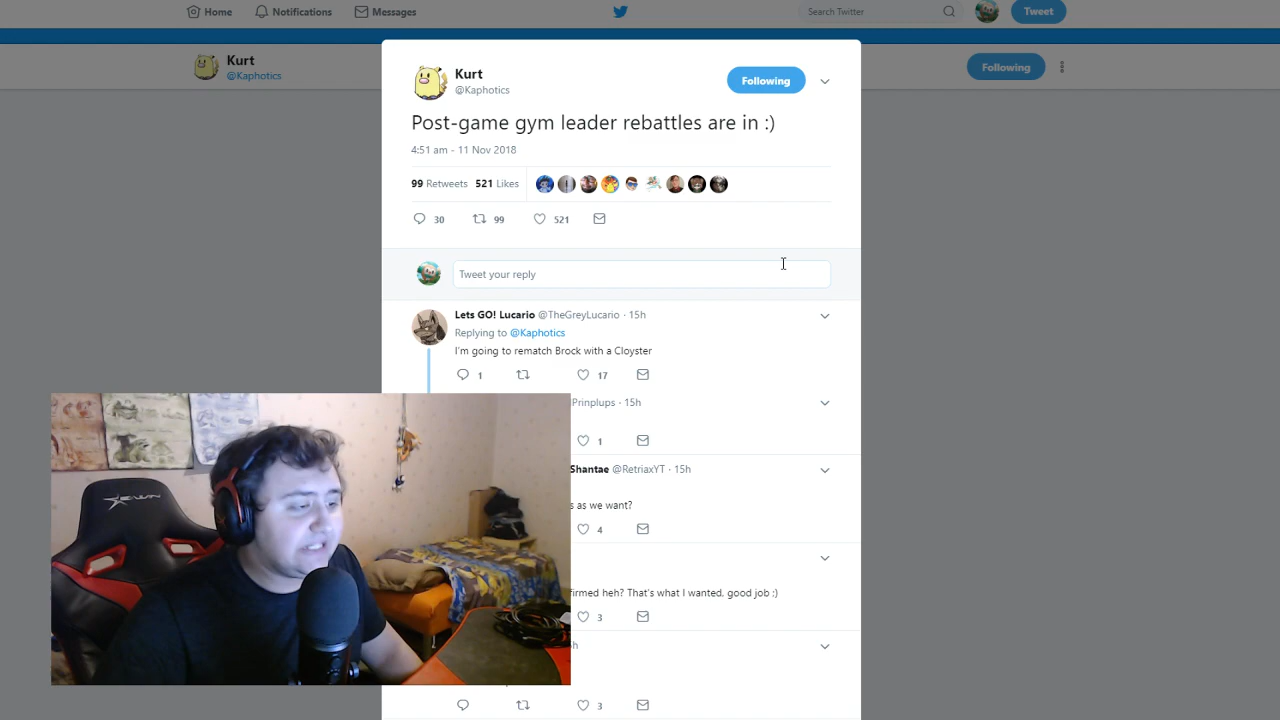 Home
Notifications
Messages
Search Twitter
Tweet
Kurt
@Kaphotics
Following
Kurt
@Kaphotics
Following
Post-game gym leader rebattles are in :)
4:51 am - 11 Nov 2018
99 Retweets 521 Likes
30 99 521
Tweet your reply
Lets GO! Lucario @TheGreyLucario · 15h
Replying to @Kaphotics
I'm going to rematch Brock with a Cloyster
1 17
Prinplups · 15h
1
Shantae @RetriaxYT · 15h
s as we want?
4
firmed heh? That's what I wanted, good job ;)
3
h
3